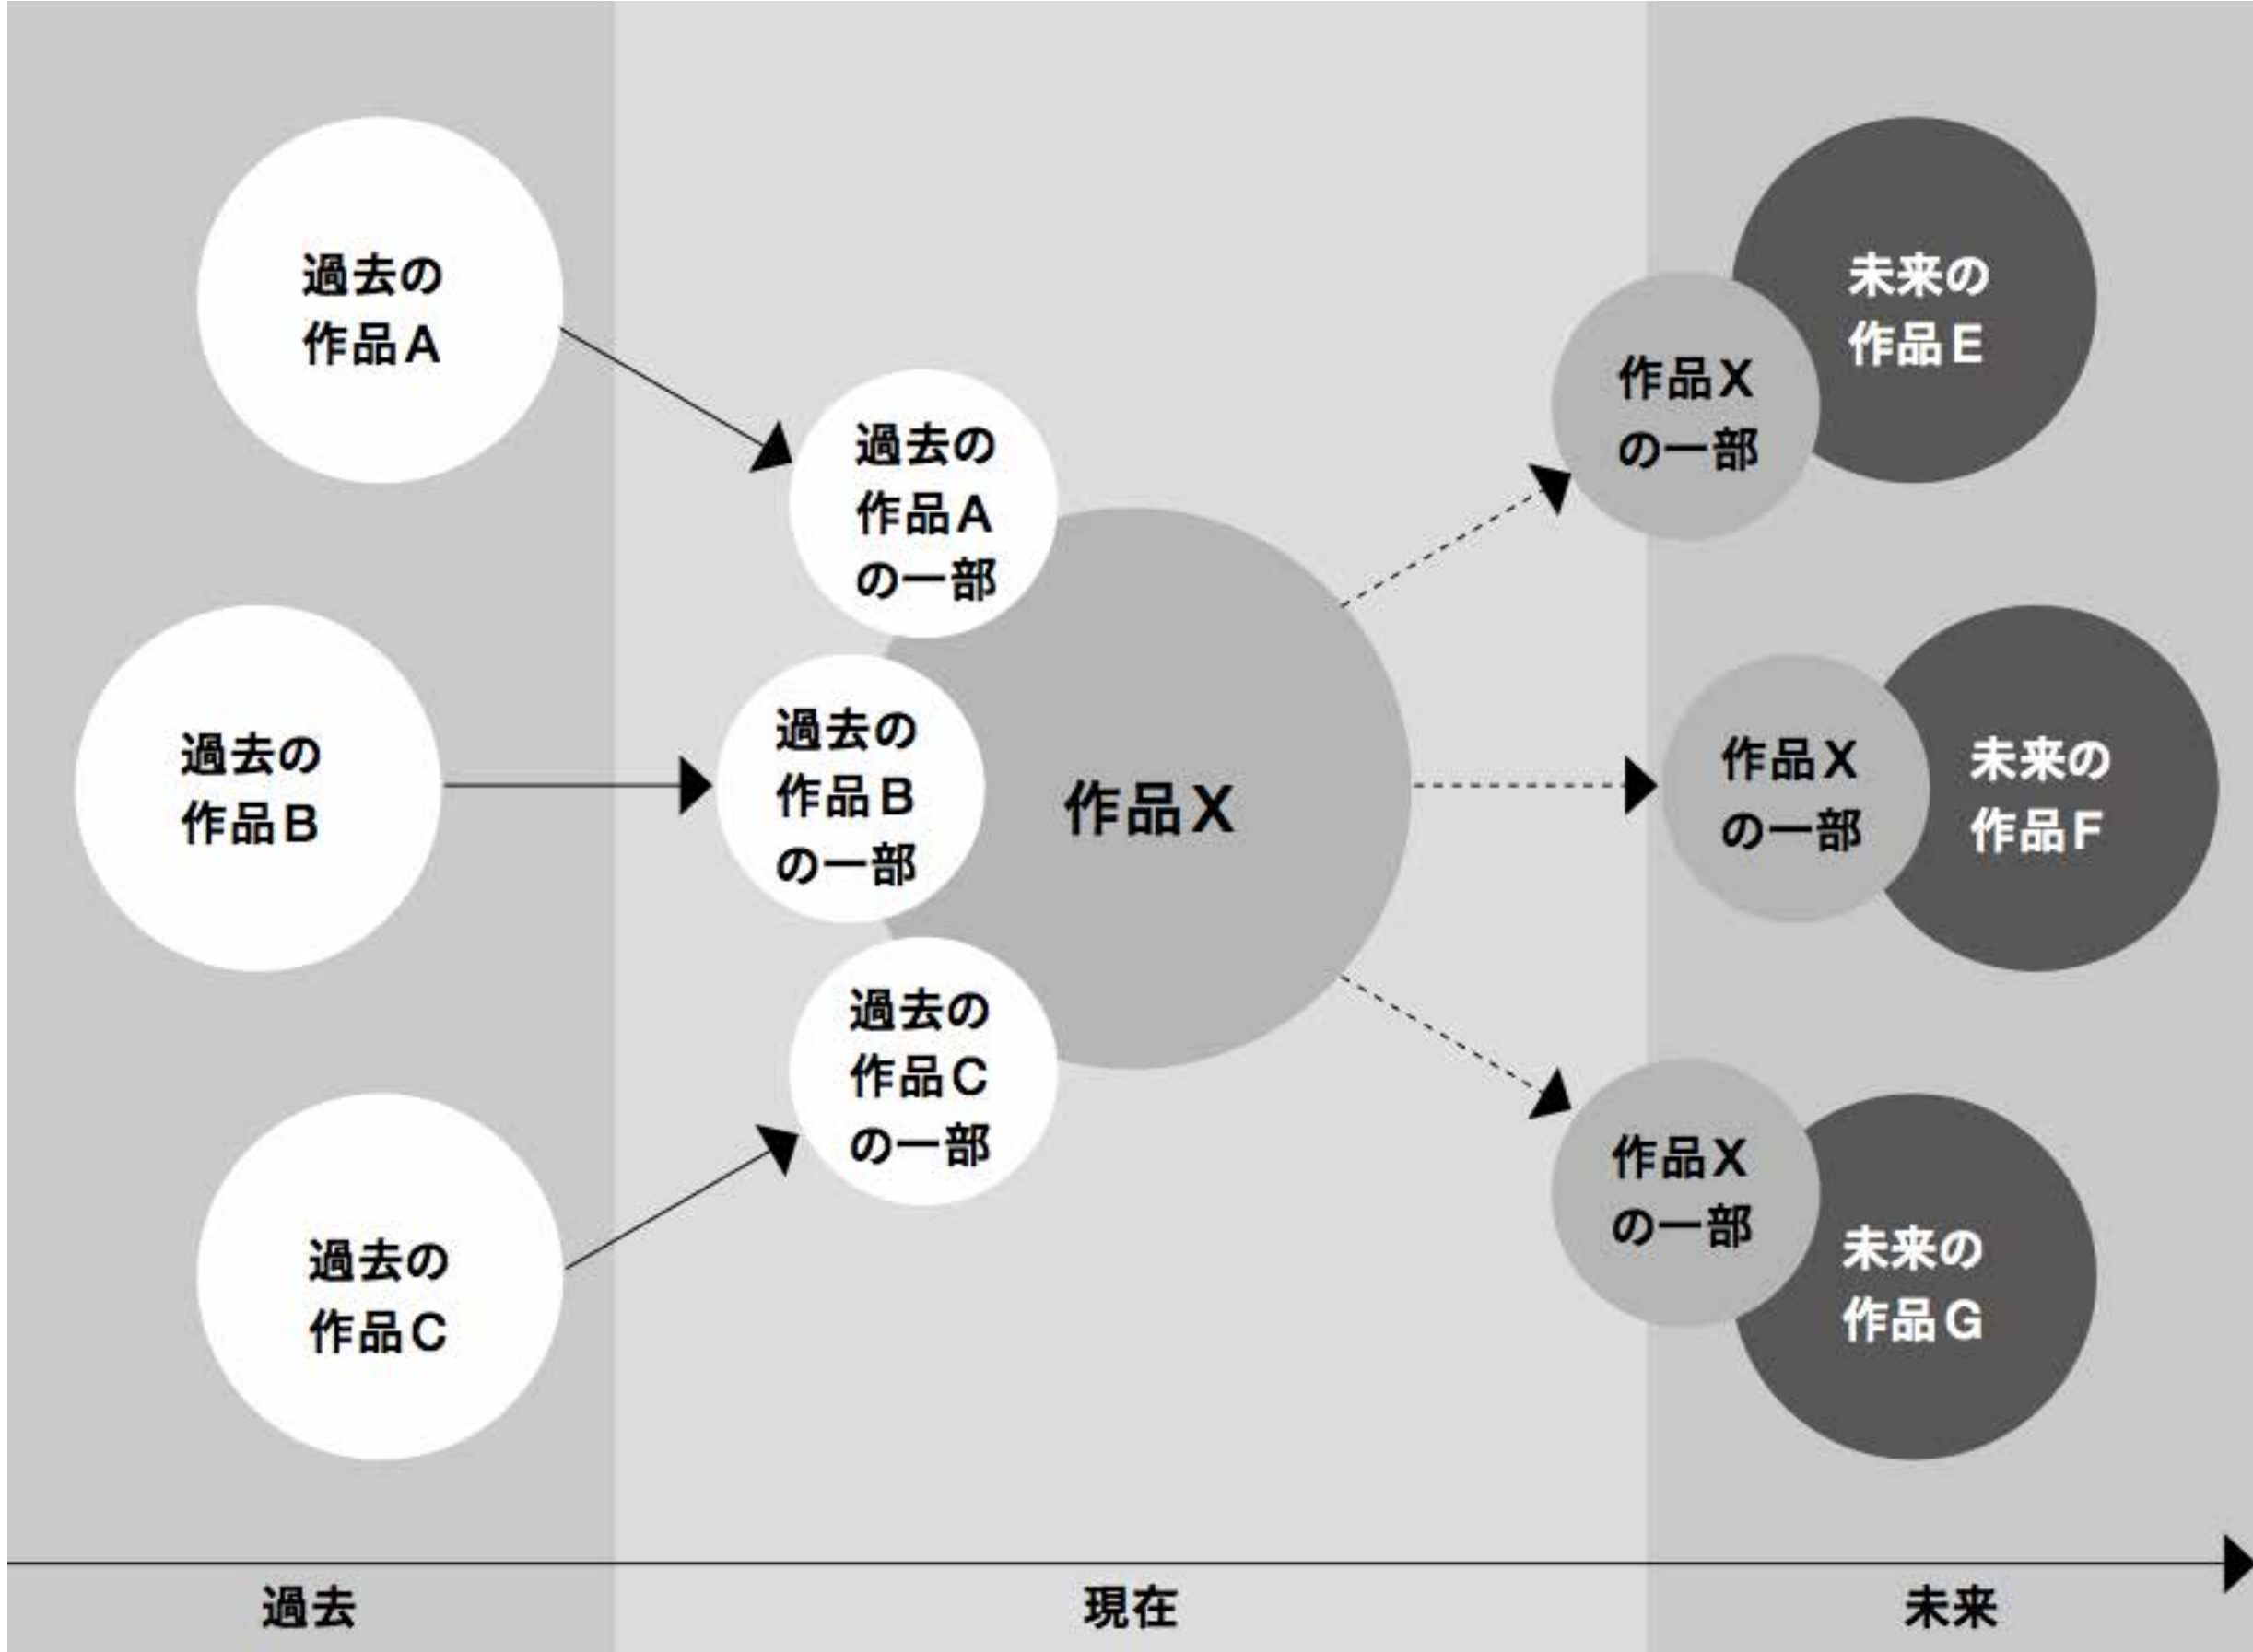 過去の
作品A
過去の
作品B
過去の
作品C
過去の
作品A
の一部
過去の
作品B
の一部
過去の
作品C
の一部
作品X
作品X
の一部
未来の
作品E
作品X
の一部
未来の
作品F
作品X
の一部
未来の
作品G
過去
現在
未来